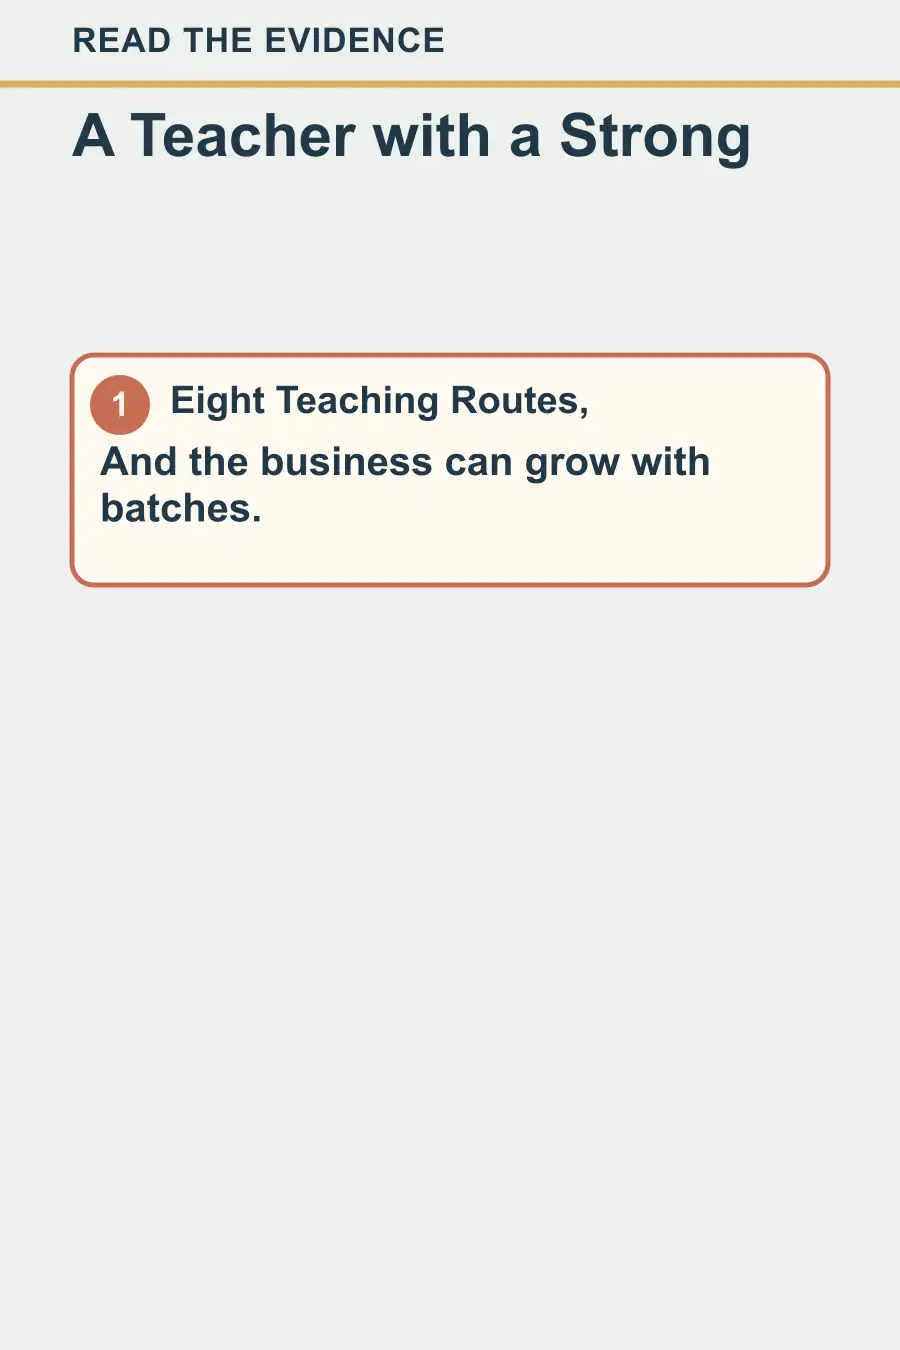 READ THE EVIDENCE
A Teacher with a Strong
1 Eight Teaching Routes,
And the business can grow with
batches.